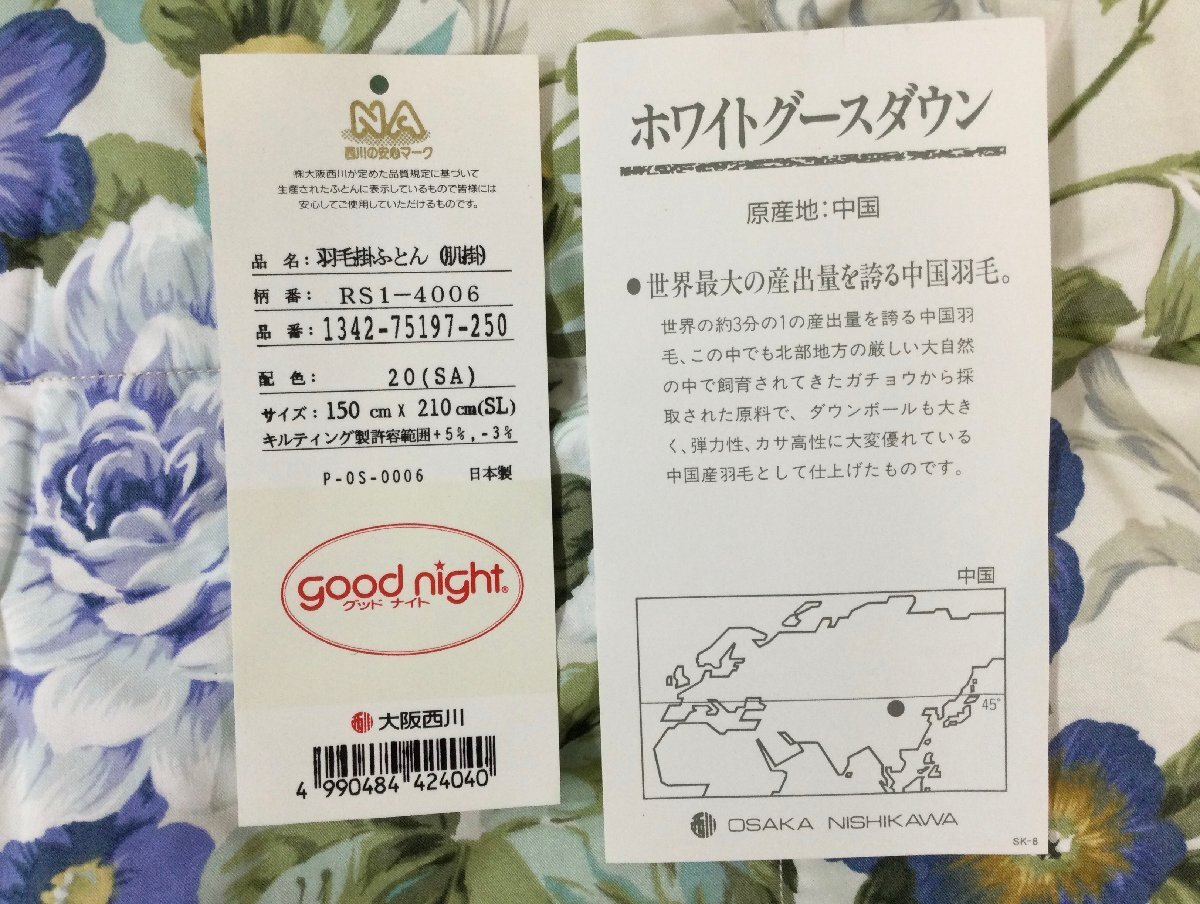 NA
西川の安心マーク
㈱大阪西川が定めた品質規定に基づいて
生産されたふとんに表示しているもので皆様には
安心してご使用していただけるものです。
品 名：羽毛掛ふとん（肌掛）
柄 番： RS1-4006
品 番：1342-75197-250
配 色： 20(SA)
サイズ：150 cm X 210 cm(SL)
キルティング製許容範囲+5%,-3%
P-OS-0006 日本製
good night®
グッド ナイト
大阪西川
4 990484 424040
ホワイトグースダウン
原産地：中国
●世界最大の産出量を誇る中国羽毛。
世界の約3分の1の産出量を誇る中国羽
毛、この中でも北部地方の厳しい大自然
の中で飼育されてきたガチョウから採
取された原料で、ダウンボールも大き
く、弾力性、カサ高性に大変優れている
中国産羽毛として仕上げたものです。
中国
45°
OSAKA NISHIKAWA
SK-8